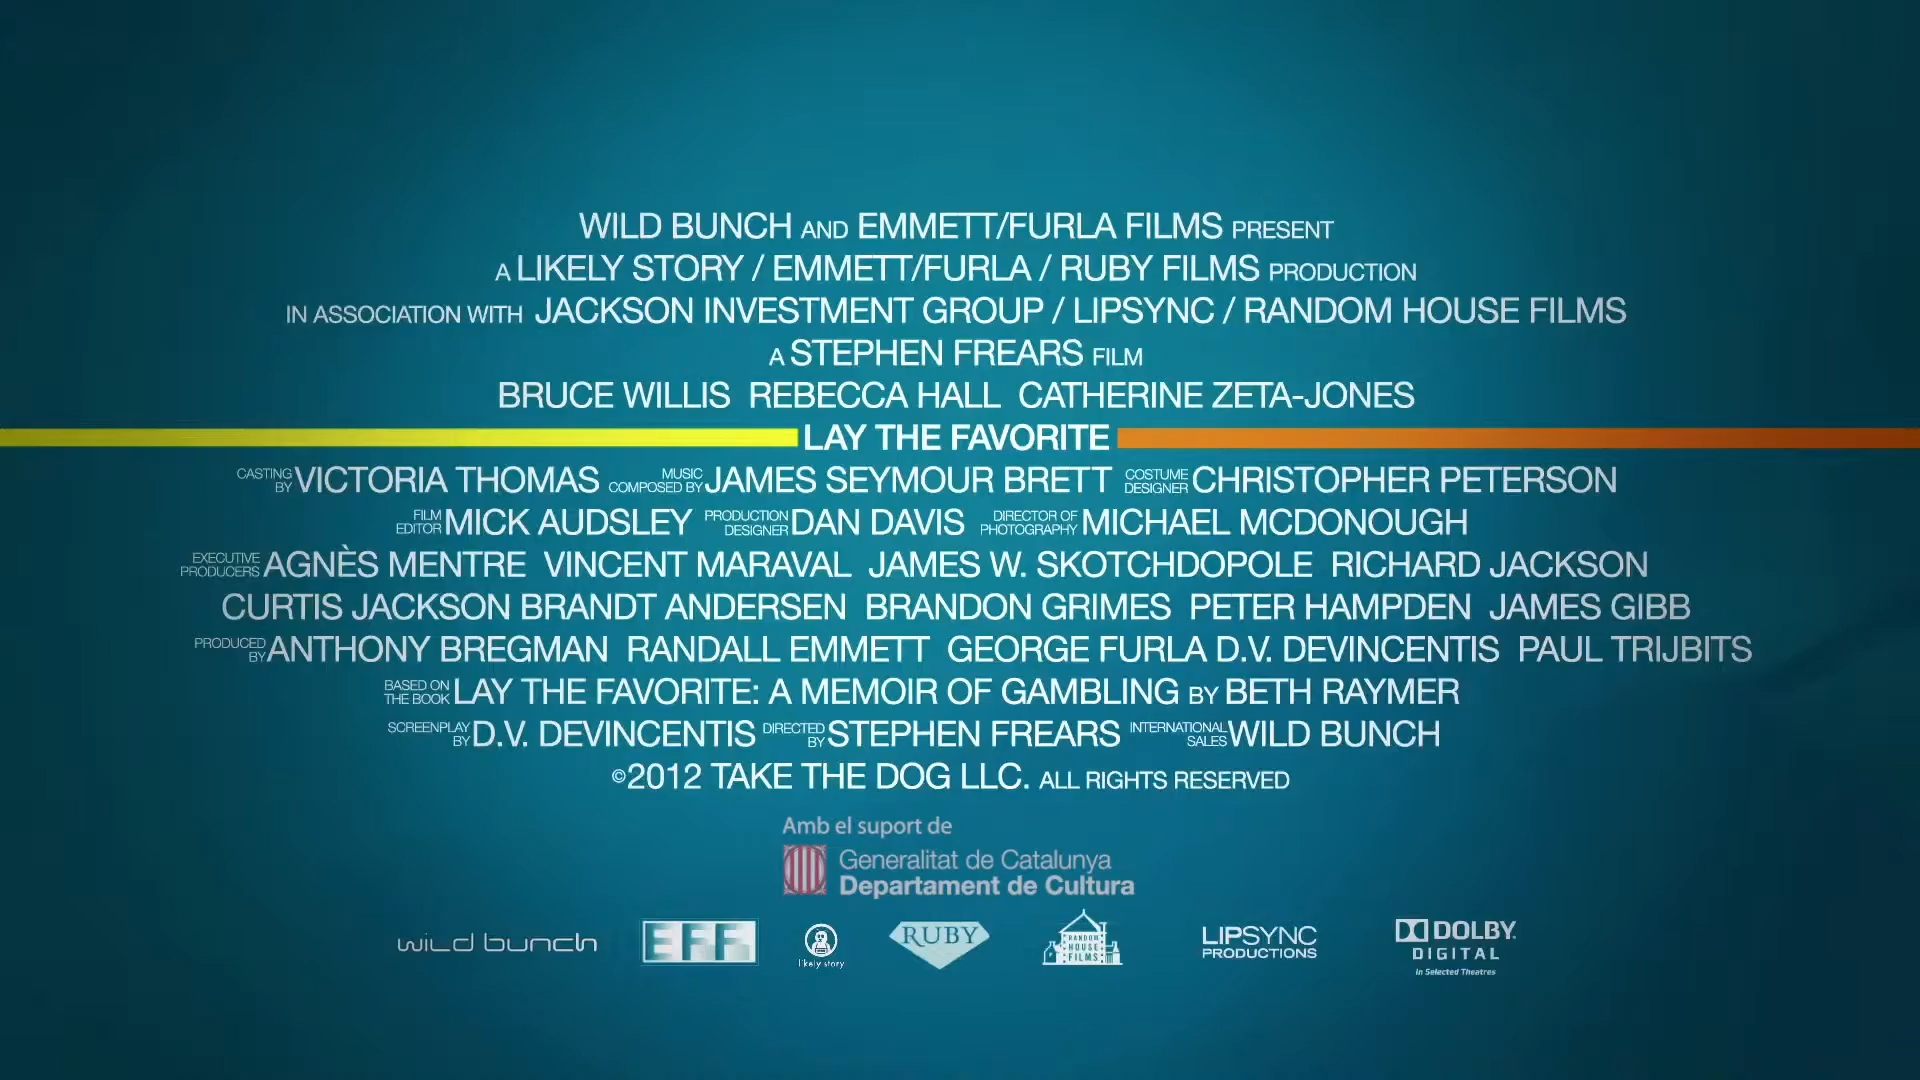 WILD BUNCH AND EMMETT/FURLA FILMS PRESENT
A LIKELY STORY / EMMETT/FURLA / RUBY FILMS PRODUCTION
IN ASSOCIATION WITH JACKSON INVESTMENT GROUP / LIPSYNC / RANDOM HOUSE FILMS
A STEPHEN FREARS FILM
BRUCE WILLIS REBECCA HALL CATHERINE ZETA-JONES
LAY THE FAVORITE
CASTING BY VICTORIA THOMAS MUSIC COMPOSED BY JAMES SEYMOUR BRETT COSTUME DESIGNER CHRISTOPHER PETERSON
FILM EDITOR MICK AUDSLEY PRODUCTION DESIGNER DAN DAVIS DIRECTOR OF PHOTOGRAPHY MICHAEL MCDONOUGH
EXECUTIVE PRODUCERS AGNÈS MENTRE VINCENT MARAVAL JAMES W. SKOTCHDOPOLE RICHARD JACKSON
CURTIS JACKSON BRANDT ANDERSEN BRANDON GRIMES PETER HAMPDEN JAMES GIBB
PRODUCED BY ANTHONY BREGMAN RANDALL EMMETT GEORGE FURLA D.V. DEVINCENTIS PAUL TRIJBITS
BASED ON THE BOOK LAY THE FAVORITE: A MEMOIR OF GAMBLING BY BETH RAYMER
SCREENPLAY BY D.V. DEVINCENTIS DIRECTED BY STEPHEN FREARS INTERNATIONAL SALES WILD BUNCH
©2012 TAKE THE DOG LLC. ALL RIGHTS RESERVED
Amb el suport de
Generalitat de Catalunya
Departament de Cultura
wild bunch EFF likely story RUBY RANDOM HOUSE FILMS LIPSYNC PRODUCTIONS DOLBY DIGITAL
In Selected Theatres